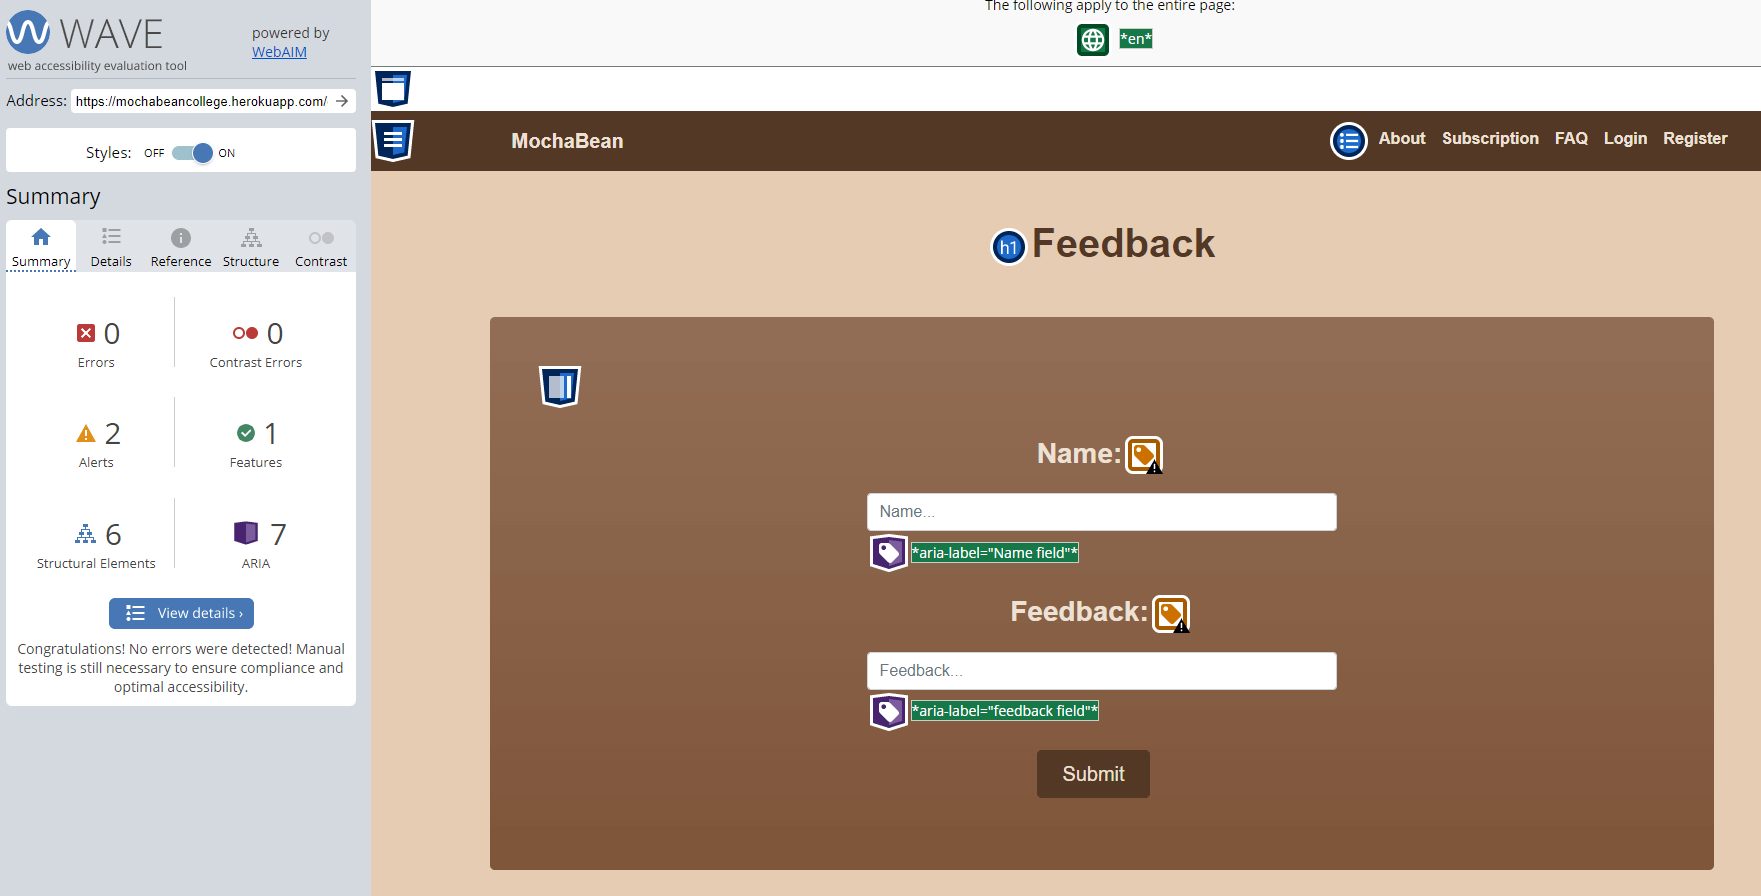 WAVE
web accessibility evaluation tool
powered by
WebAIM
Address: https://mochabeancollege.herokuapp.com/
Styles: OFF ON
Summary
Summary Details Reference Structure Contrast
0
Errors
0
Contrast Errors
2
Alerts
1
Features
6
Structural Elements
7
ARIA
View details ›
Congratulations! No errors were detected! Manual
testing is still necessary to ensure compliance and
optimal accessibility.
The following apply to the entire page:
*en*
MochaBean
About Subscription FAQ Login Register
h1 Feedback
Name:
Name...
*aria-label="Name field"*
Feedback:
Feedback...
*aria-label="feedback field"*
Submit